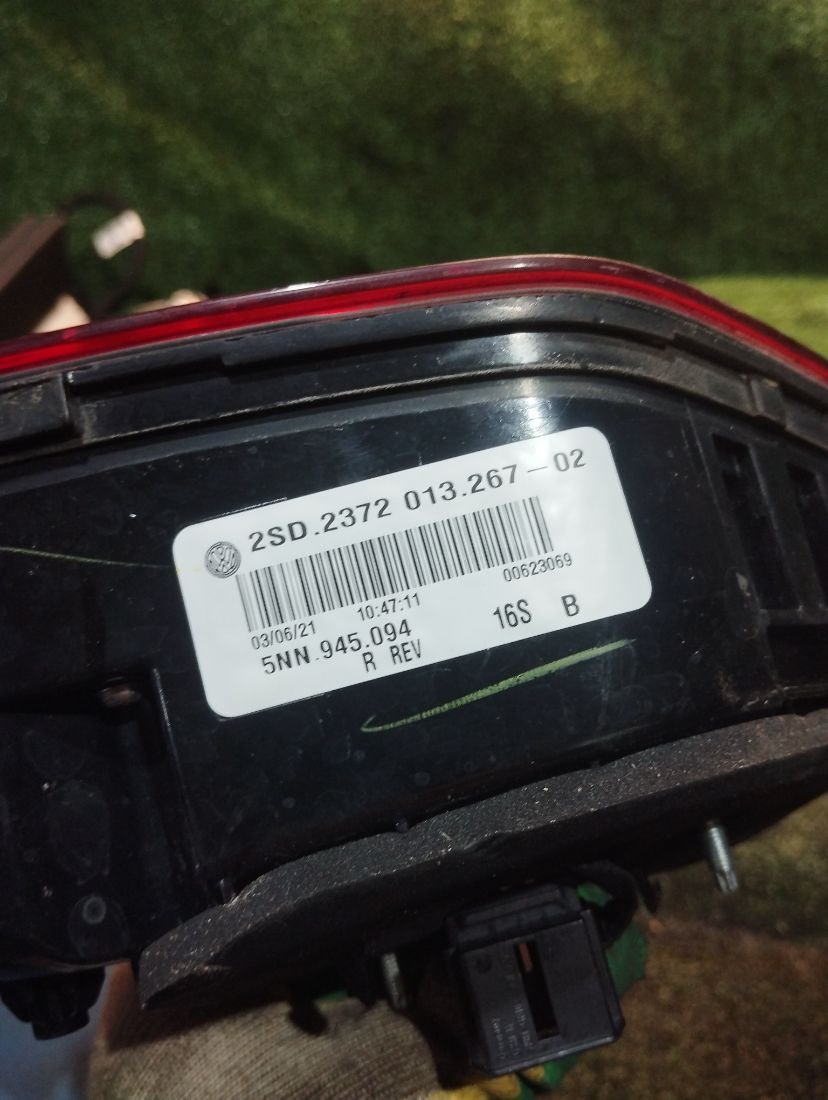 2SD.2372 013.267-02
03/06/21 10:47:11 00623069
5NN.945.094 16S B
R REV